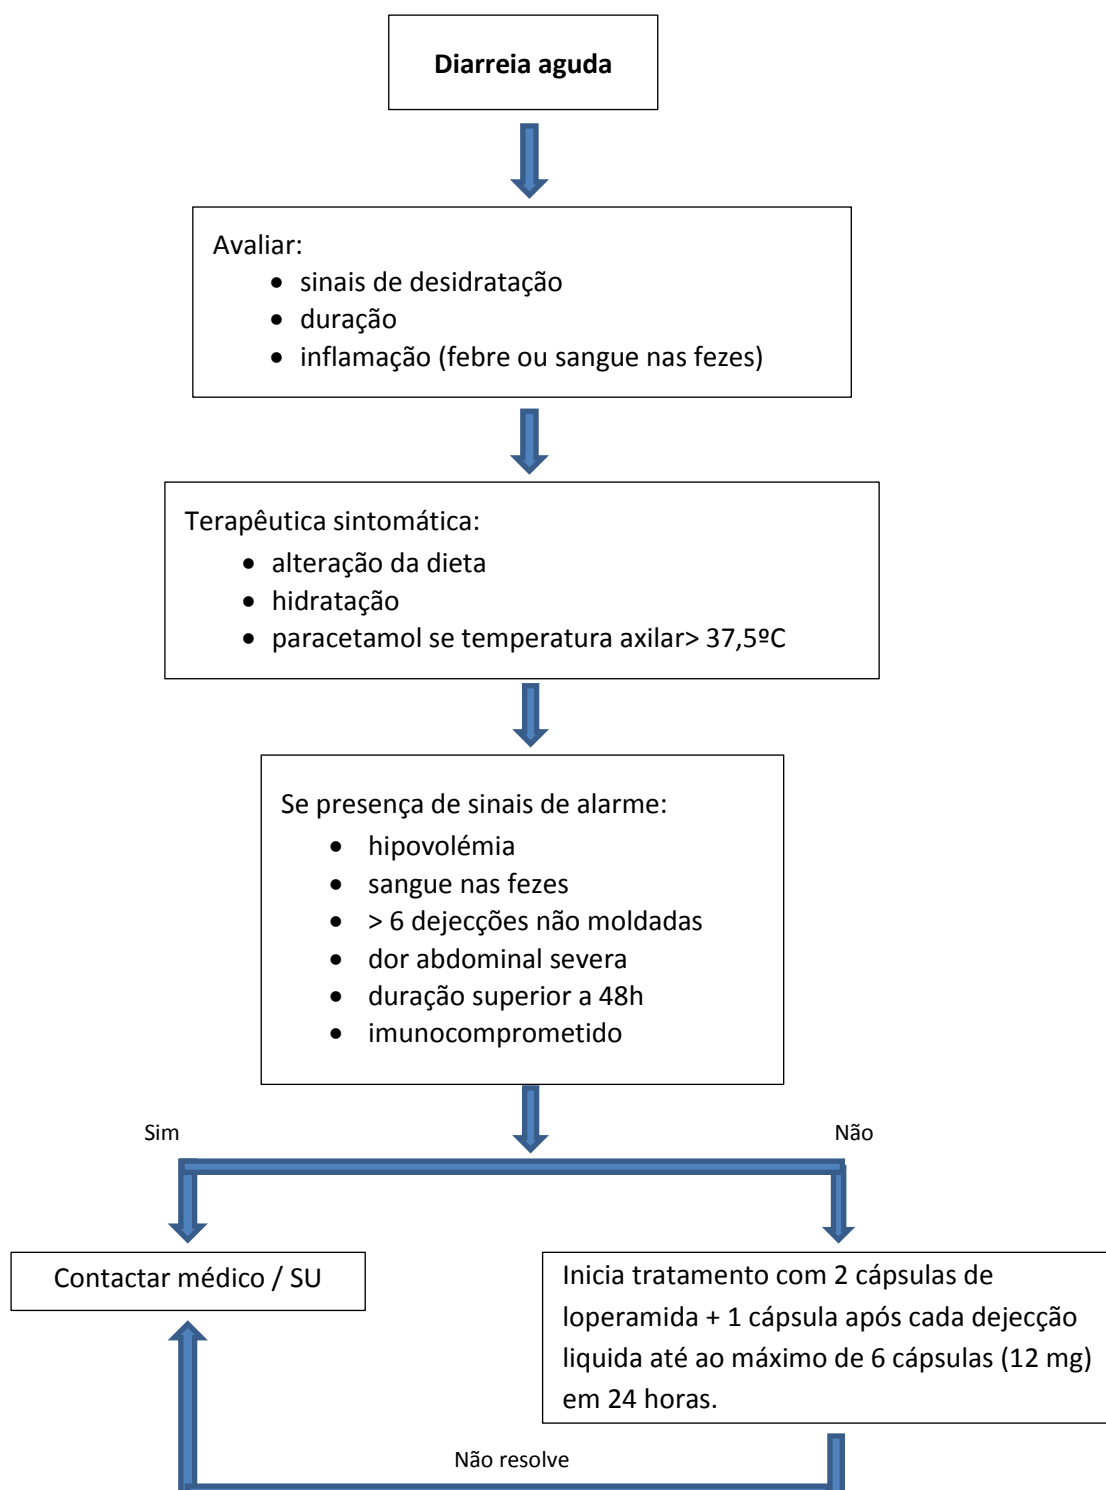 Diarreia aguda
Avaliar:
• sinais de desidratação
• duração
• inflamação (febre ou sangue nas fezes)
Terapêutica sintomática:
• alteração da dieta
• hidratação
• paracetamol se temperatura axilar> 37,5ºC
Se presença de sinais de alarme:
• hipovolémia
• sangue nas fezes
• > 6 dejecções não moldadas
• dor abdominal severa
• duração superior a 48h
• imunocomprometido
Sim
Não
Contactar médico / SU
Inicia tratamento com 2 cápsulas de
loperamida + 1 cápsula após cada dejecção
liquida até ao máximo de 6 cápsulas (12 mg)
em 24 horas.
Não resolve